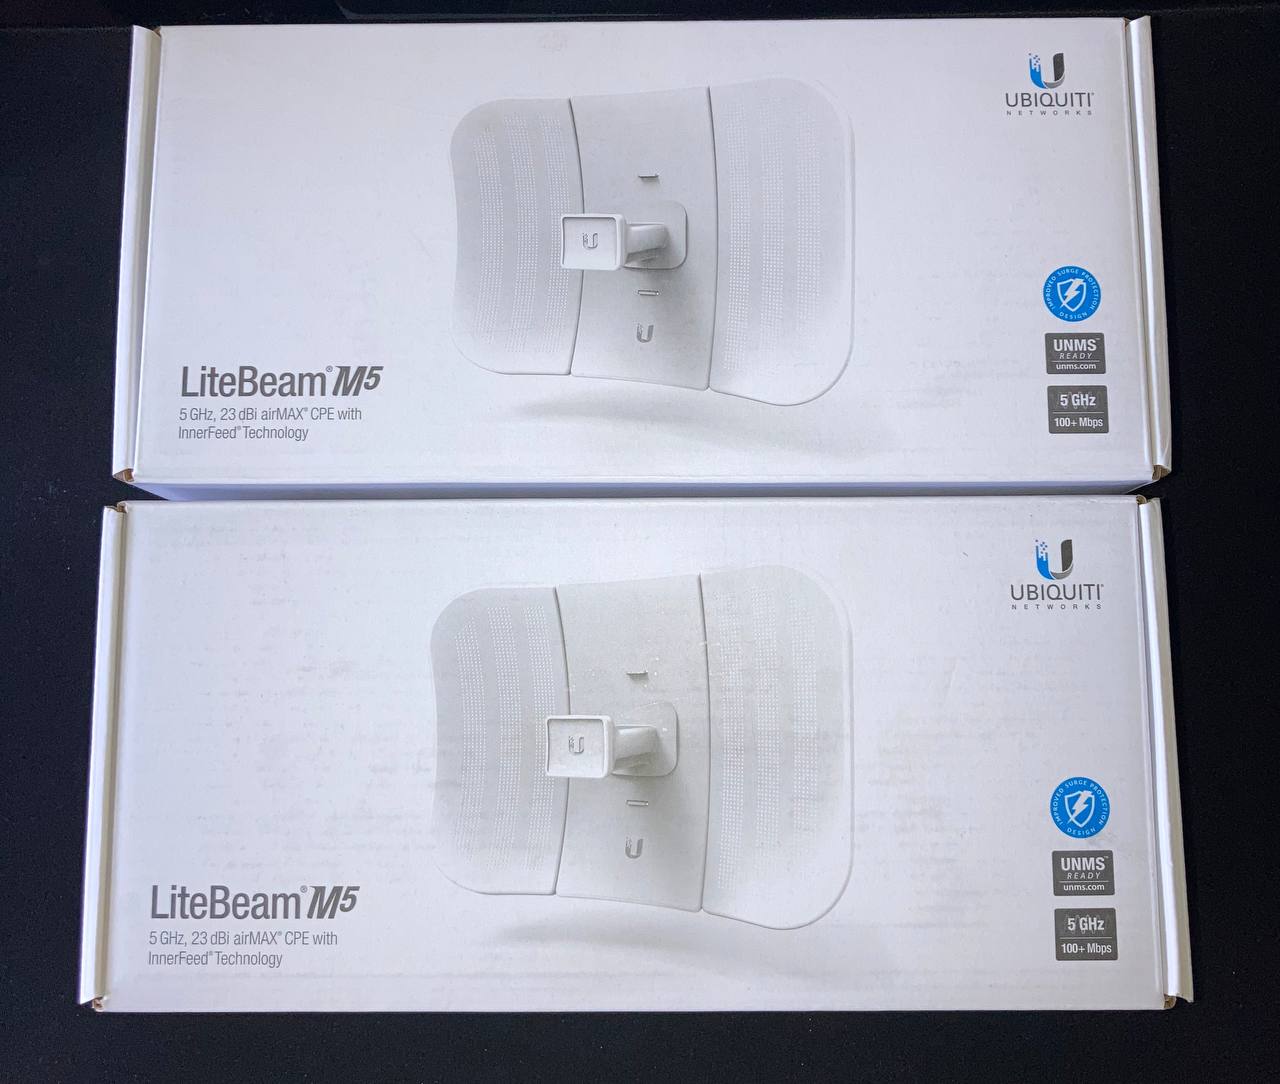 UBIQUITI®
NETWORKS
IMPROVED SURGE PROTECTION
DESIGN
UNMS™
READY
unms.com
5 GHz
100+ Mbps
LiteBeam® M5
5 GHz, 23 dBi airMAX® CPE with
InnerFeed® Technology
UBIQUITI®
NETWORKS
IMPROVED SURGE PROTECTION
DESIGN
UNMS™
READY
unms.com
5 GHz
100+ Mbps
LiteBeam® M5
5 GHz, 23 dBi airMAX® CPE with
InnerFeed® Technology